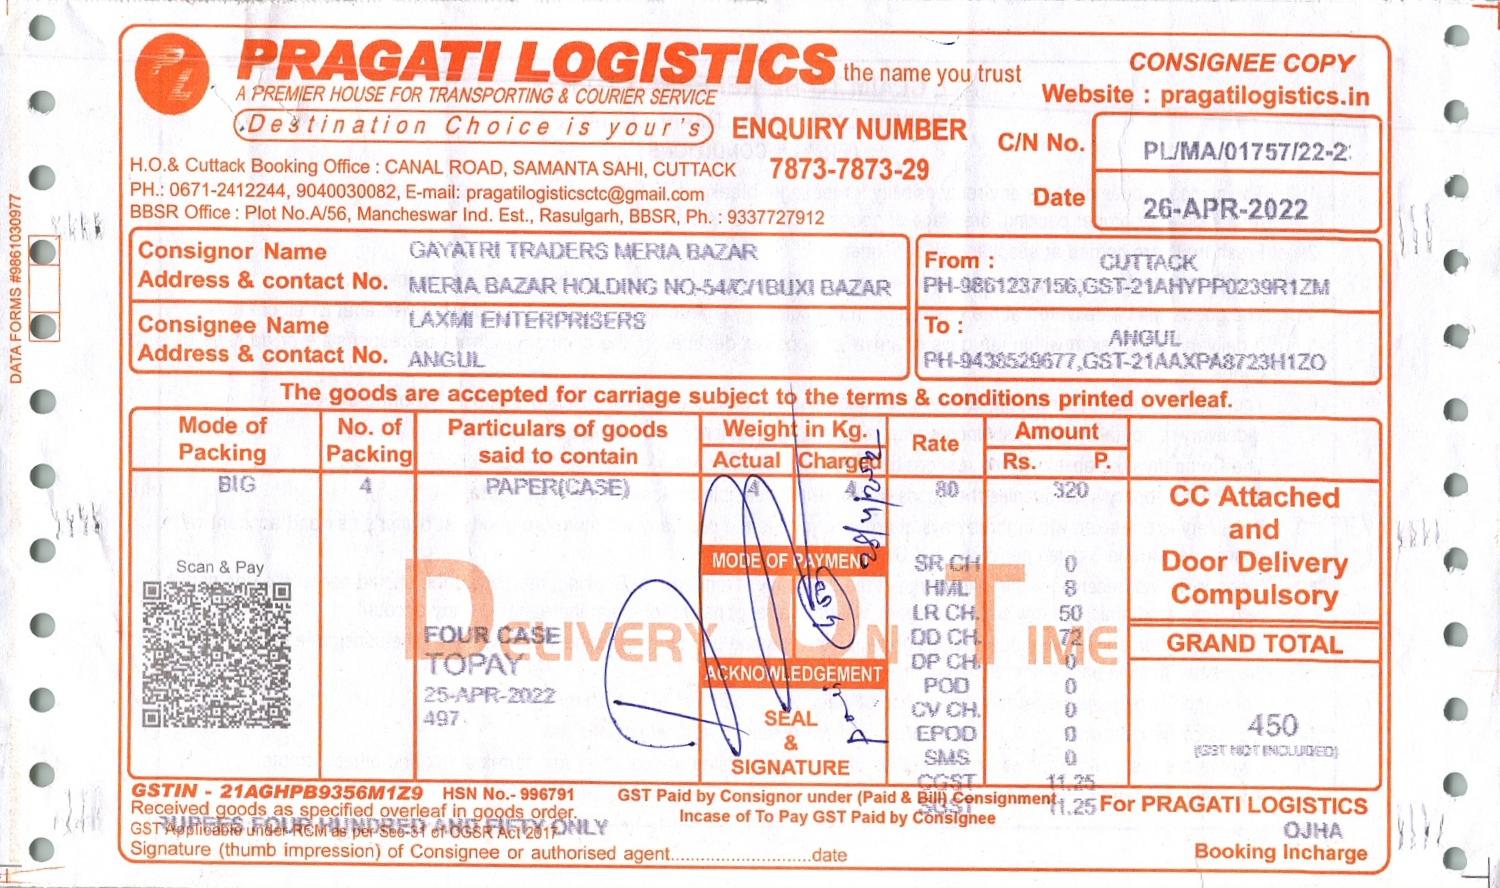 PRAGATI LOGISTICS the name you trust
CONSIGNEE COPY
A PREMIER HOUSE FOR TRANSPORTING & COURIER SERVICE
Website : pragatilogistics.in
Destination Choice is your's
ENQUIRY NUMBER
7873-7873-29
C/N No. PL/MA/01757/22-2
Date 26-APR-2022
H.O.& Cuttack Booking Office : CANAL ROAD, SAMANTA SAHI, CUTTACK
PH.: 0671-2412244, 9040030082, E-mail: pragatilogisticsctc@gmail.com
BBSR Office : Plot No.A/56, Mancheswar Ind. Est., Rasulgarh, BBSR, Ph. : 9337727912
DATA FORMS #9861030977
Consignor Name GAYATRI TRADERS MERIA BAZAR
Address & contact No. MERIA BAZAR HOLDING NO-54/C/1BUXI BAZAR
From : CUTTACK
PH-9861237156,GST-21AHYPP0239R1ZM
Consignee Name LAXMI ENTERPRISERS
Address & contact No. ANGUL
To : ANGUL
PH-9438529677,GST-21AAXPA8723H1ZO
The goods are accepted for carriage subject to the terms & conditions printed overleaf.
Mode of Packing
No. of Packing
Particulars of goods said to contain
Weight in Kg.
Actual Charged
Rate
Amount
Rs. P.
BIG 4 PAPER(CASE) 4 4 80 320
CC Attached
and
Door Delivery
Compulsory
GRAND TOTAL
450
(GST NOT INCLUDED)
Scan & Pay
FOUR CASE
TOPAY
25-APR-2022
497
DELIVERY ON TIME
MODE OF PAYMENT
ACKNOWLEDGEMENT
SEAL
&
SIGNATURE
SR CH 0
HML 8
LR CH. 50
DD CH. 72
DP CH. 0
POD 0
CV CH. 0
EPOD 0
SMS 0
CGST 11.25
SGST 11.25
GSTIN - 21AGHPB9356M1Z9 HSN No.- 996791
Received goods as specified overleaf in goods order.
RUPEES FOUR HUNDRED AND FIFTY ONLY
GST Applicable under RCM as per Sec-31 of CGSR Act 2017
Signature (thumb impression) of Consignee or authorised agent..............................date
GST Paid by Consignor under (Paid & Bill) Consignment
Incase of To Pay GST Paid by Consignee
For PRAGATI LOGISTICS
OJHA
Booking Incharge